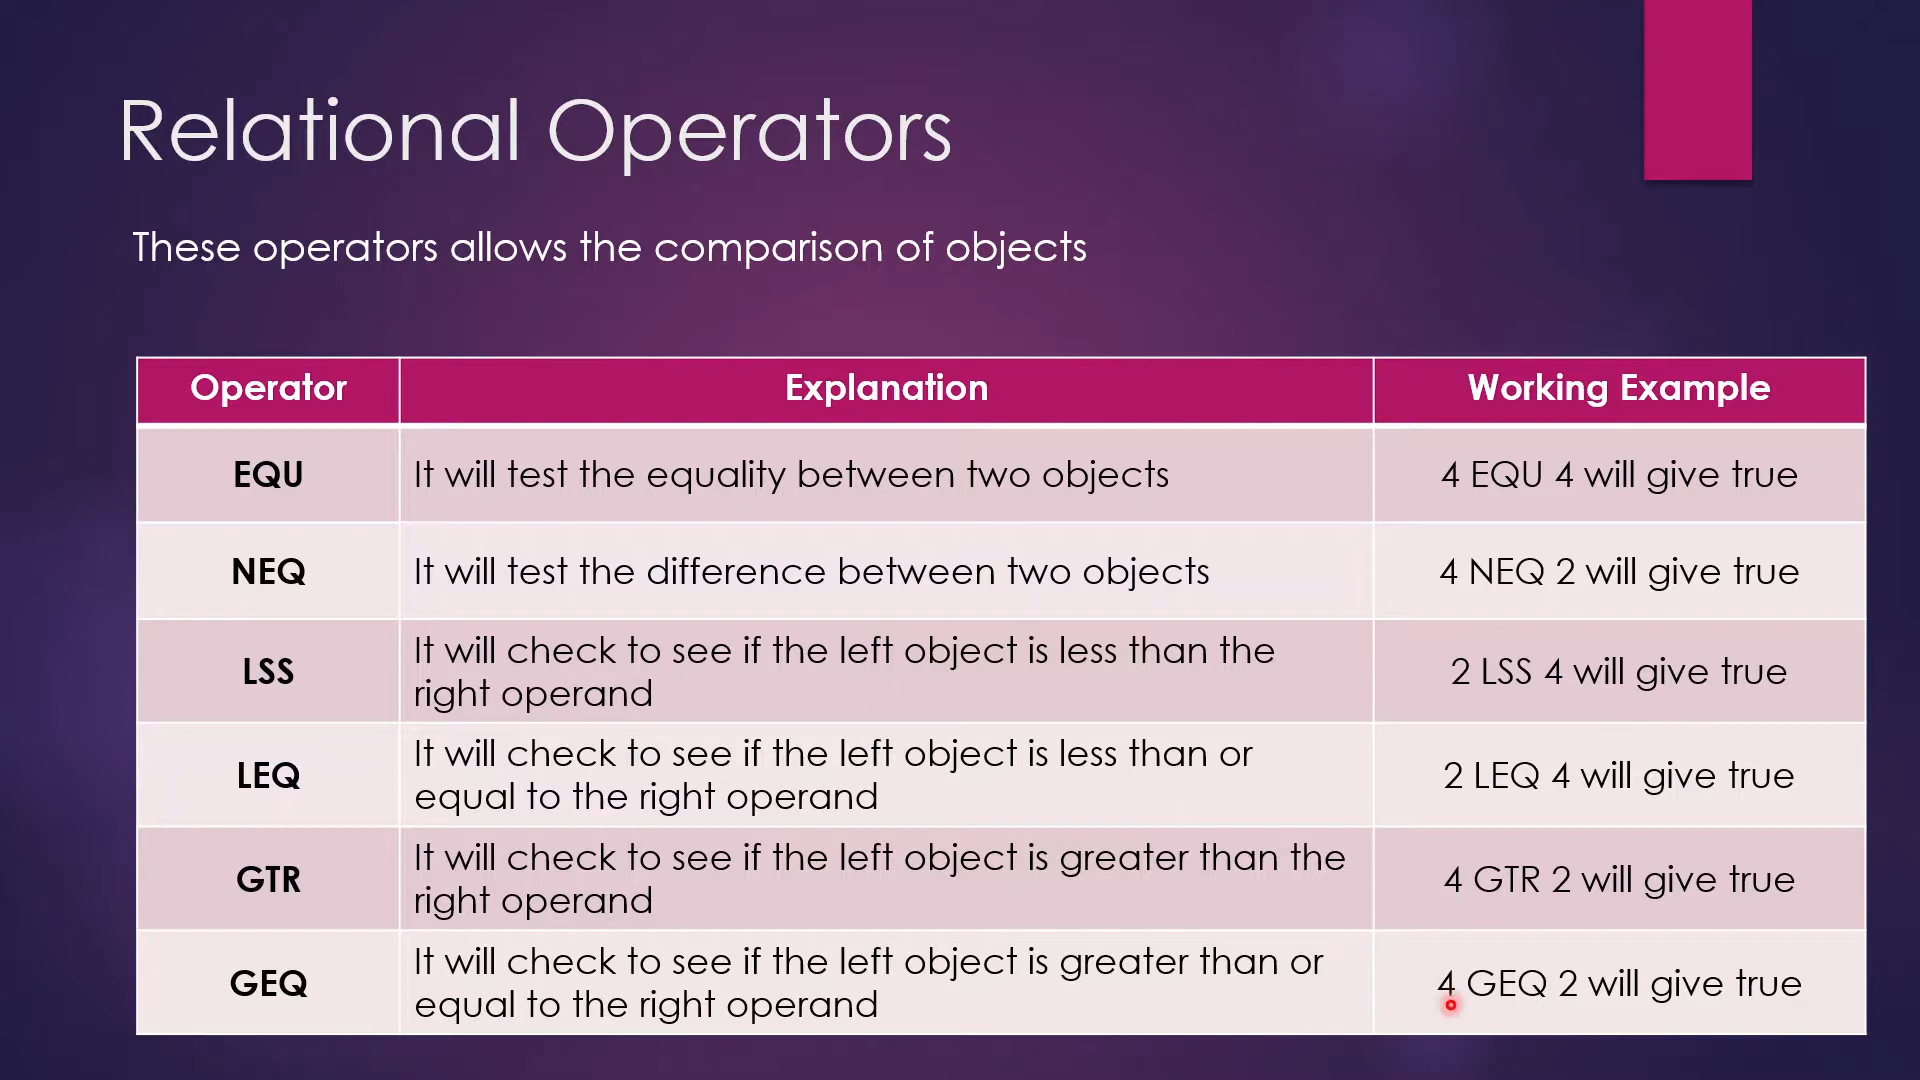 Relational Operators
These operators allows the comparison of objects
Operator Explanation Working Example
EQU It will test the equality between two objects 4 EQU 4 will give true
NEQ It will test the difference between two objects 4 NEQ 2 will give true
LSS It will check to see if the left object is less than the
right operand 2 LSS 4 will give true
LEQ It will check to see if the left object is less than or
equal to the right operand 2 LEQ 4 will give true
GTR It will check to see if the left object is greater than the
right operand 4 GTR 2 will give true
GEQ It will check to see if the left object is greater than or
equal to the right operand 4 GEQ 2 will give true